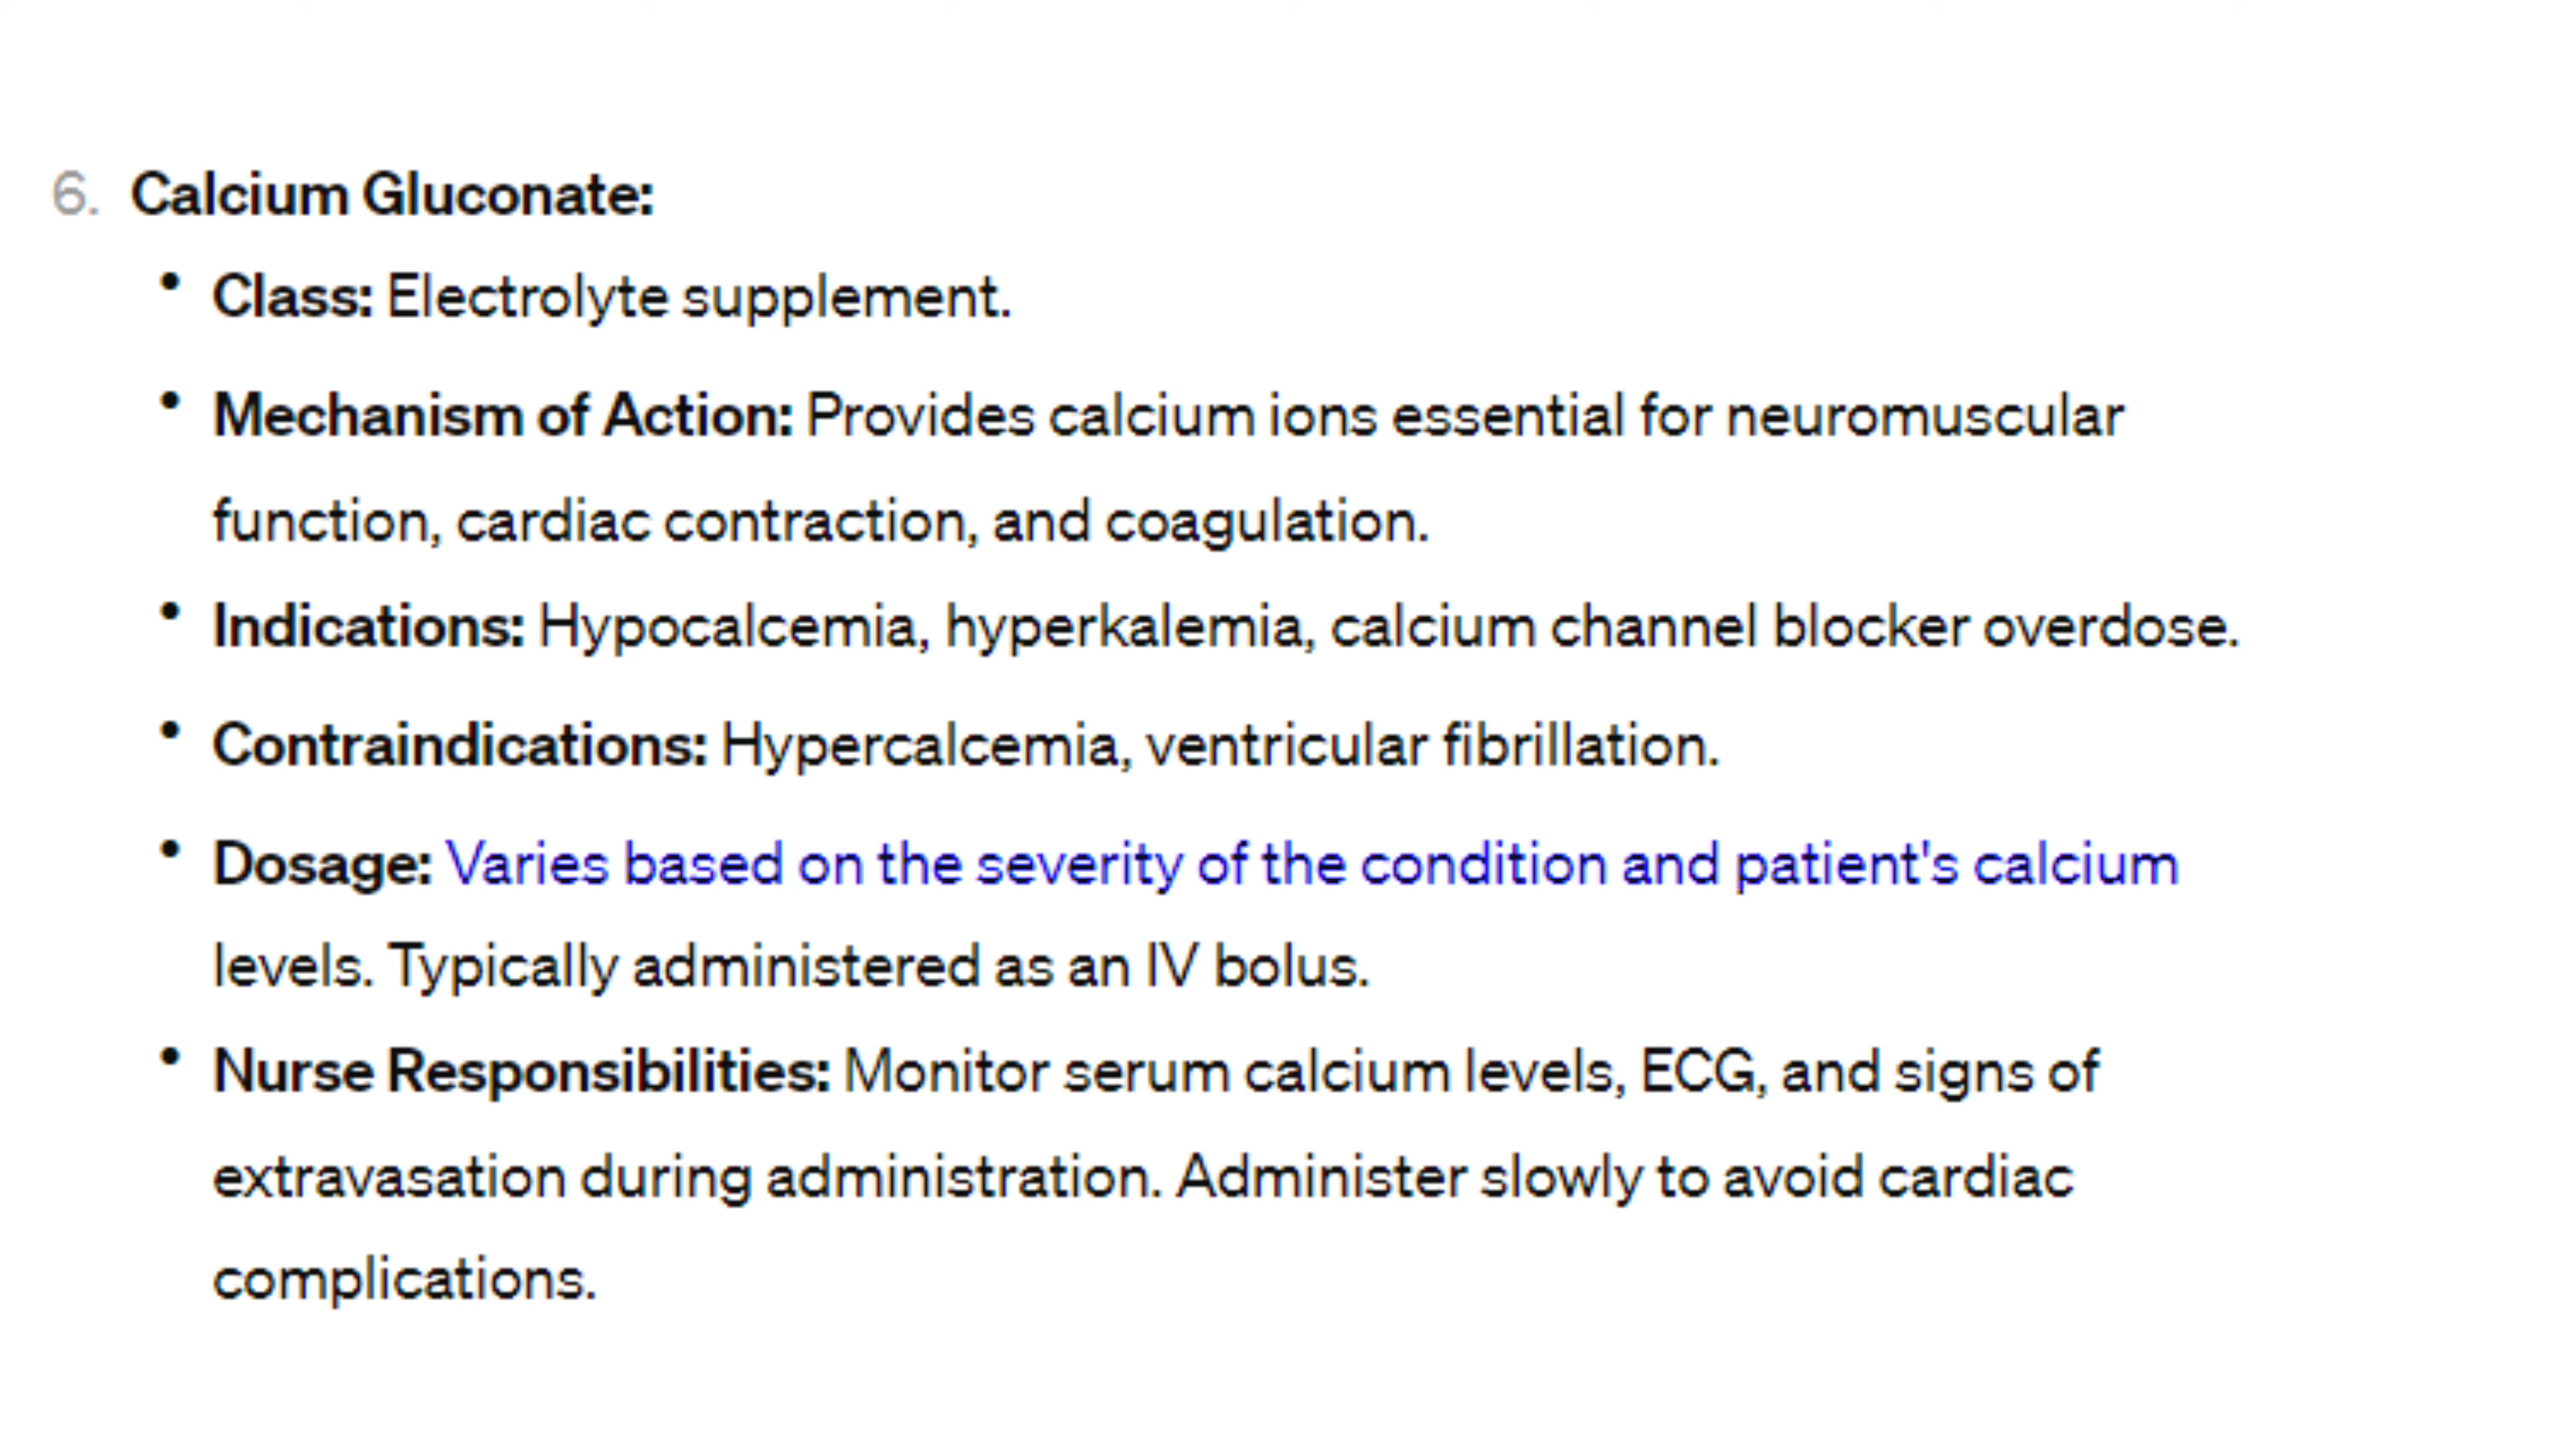 6. Calcium Gluconate:
• Class: Electrolyte supplement.
• Mechanism of Action: Provides calcium ions essential for neuromuscular
function, cardiac contraction, and coagulation.
• Indications: Hypocalcemia, hyperkalemia, calcium channel blocker overdose.
• Contraindications: Hypercalcemia, ventricular fibrillation.
• Dosage: Varies based on the severity of the condition and patient's calcium
levels. Typically administered as an IV bolus.
• Nurse Responsibilities: Monitor serum calcium levels, ECG, and signs of
extravasation during administration. Administer slowly to avoid cardiac
complications.